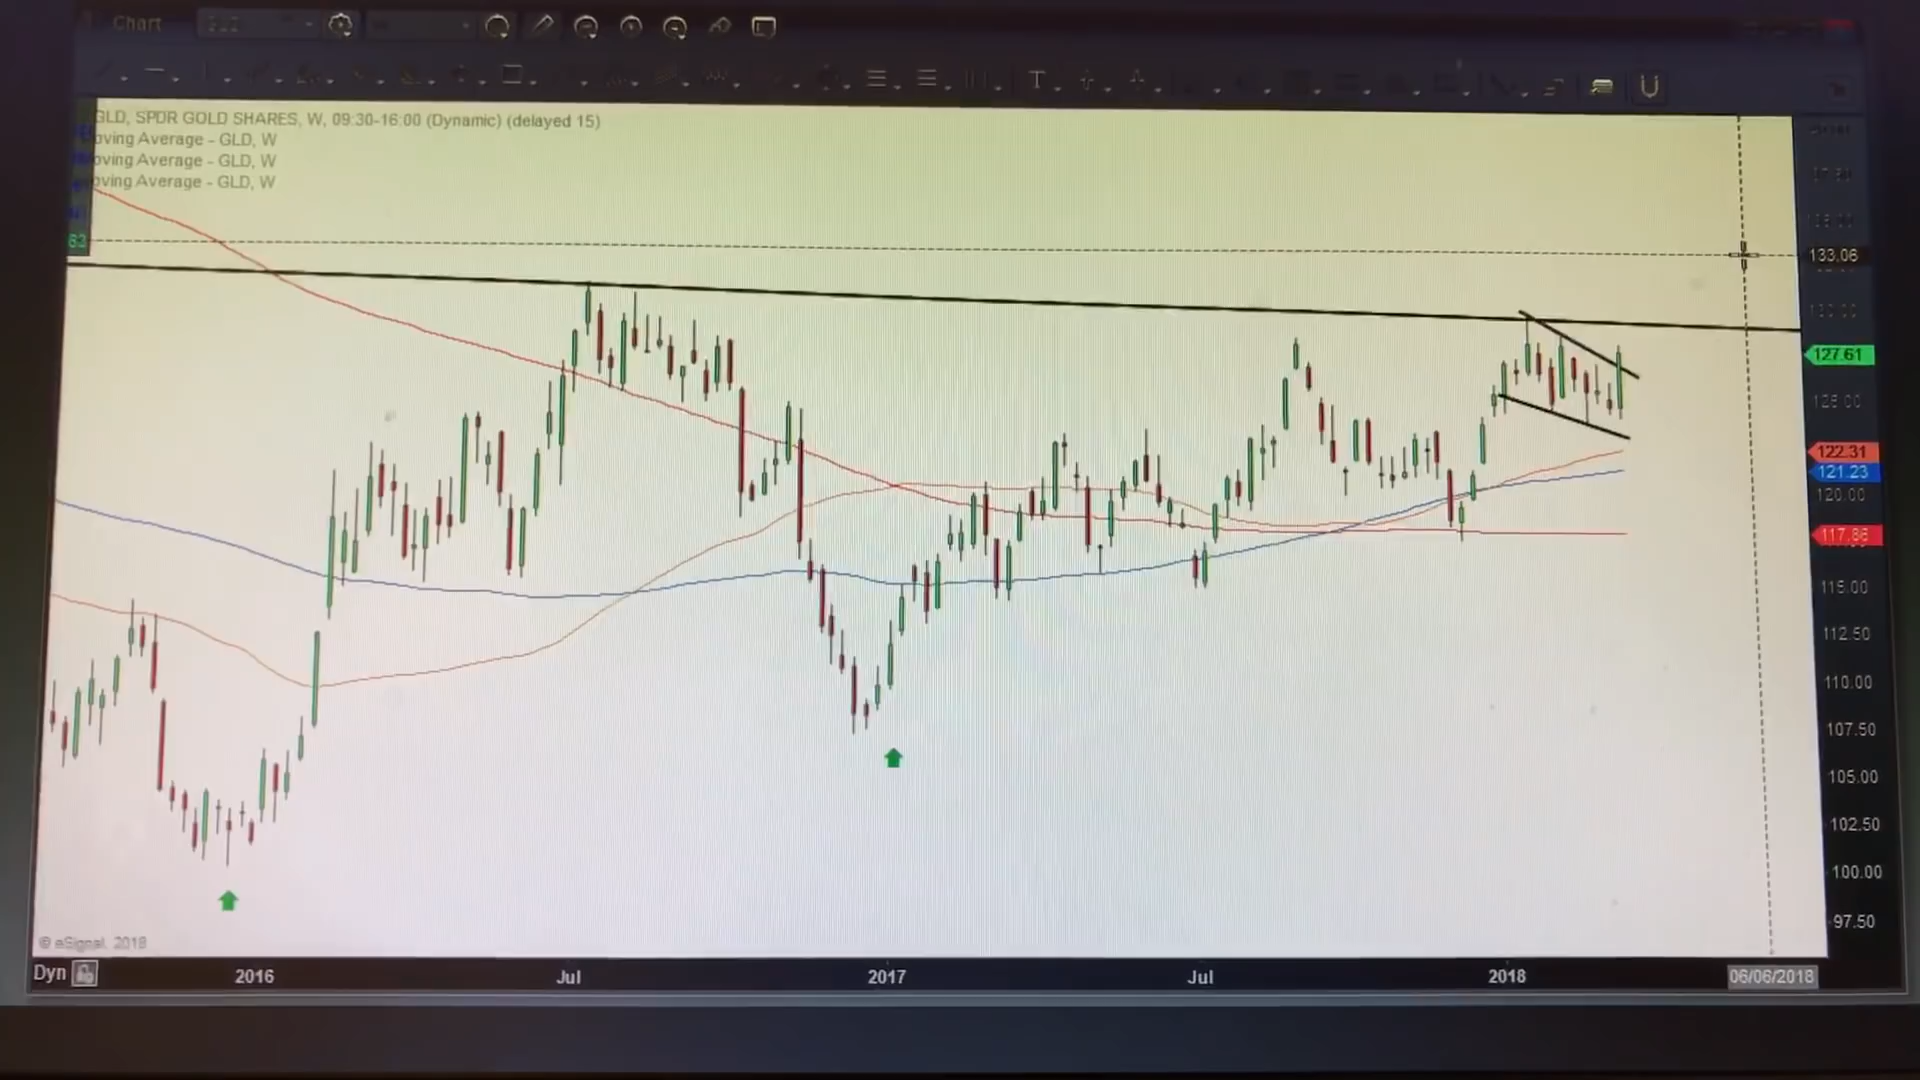 Chart
GLD, SPDR GOLD SHARES, W, 09:30-16:00 (Dynamic) (delayed 15)
oving Average - GLD, W
oving Average - GLD, W
oving Average - GLD, W
63
133.06
127.61
125.00
122.31
121.23
120.00
117.86
115.00
112.50
110.00
107.50
105.00
102.50
100.00
97.50
© eSignal, 2018
Dyn
2016
Jul
2017
Jul
2018
06/06/2018